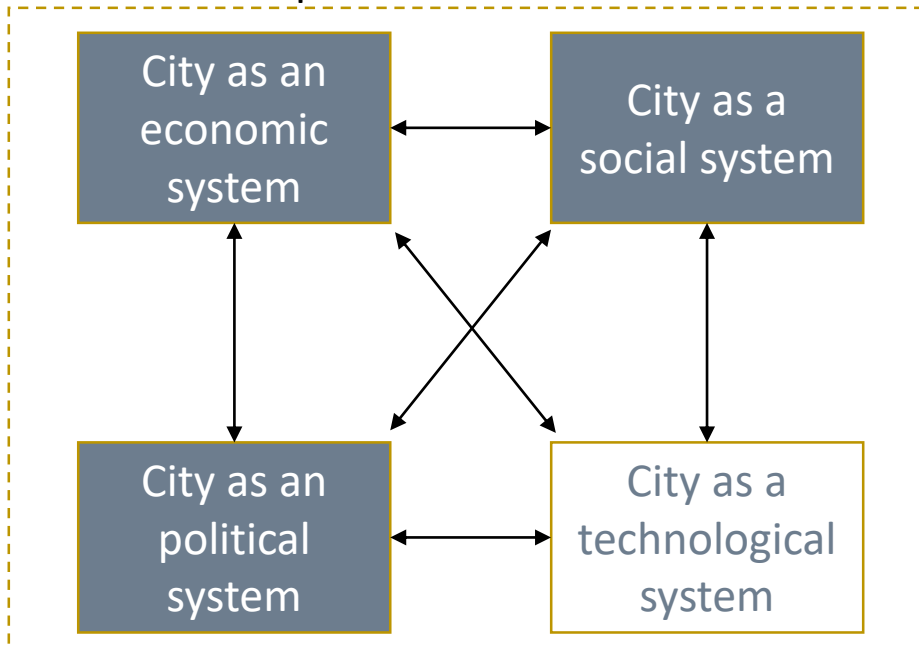 City as an
economic
system
City as a
social system
City as an
political
system
City as a
technological
system